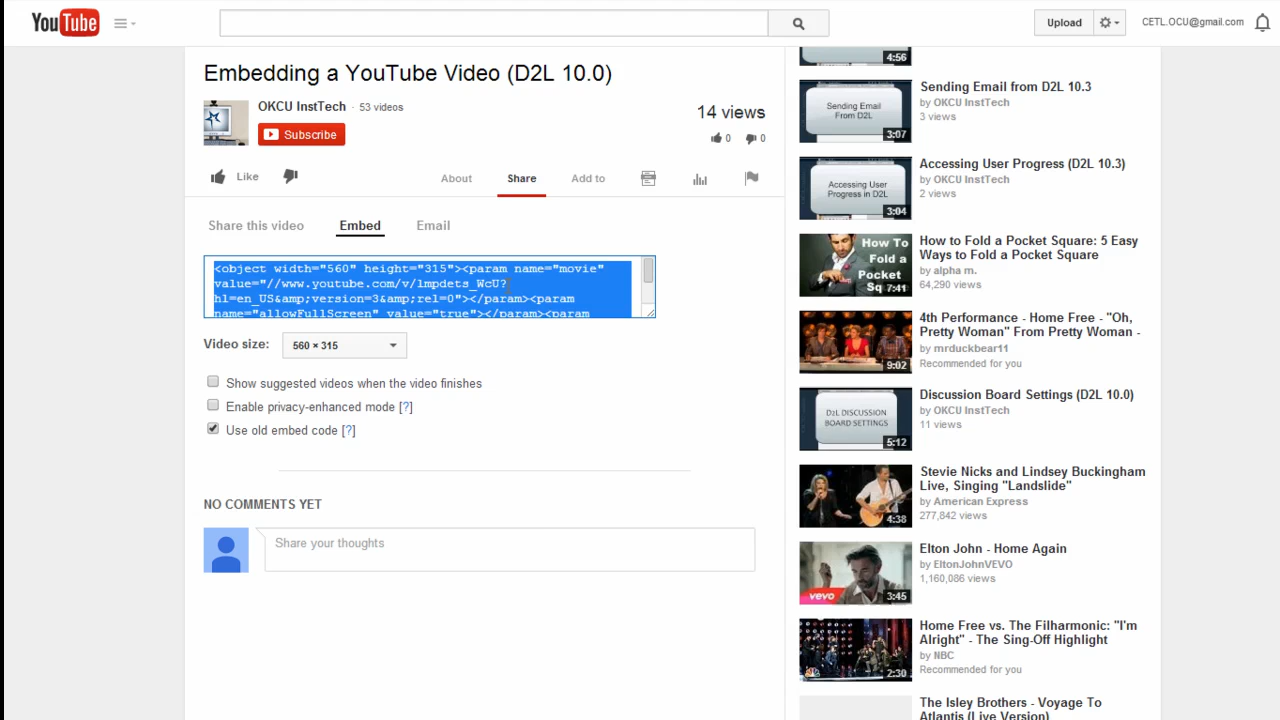 YouTube
Upload
CETL.OCU@gmail.com
Embedding a YouTube Video (D2L 10.0)
OKCU InstTech · 53 videos
Subscribe
14 views
0 0
Like
About
Share
Add to
Share this video
Embed
Email
<object width="560" height="315"><param name="movie"
value="//www.youtube.com/v/lmpdets_WcU?
hl=en_US&amp;version=3&amp;rel=0"></param><param
name="allowFullScreen" value="true"></param><param
Video size:
560 × 315
Show suggested videos when the video finishes
Enable privacy-enhanced mode [?]
Use old embed code [?]
NO COMMENTS YET
Share your thoughts
4:56
Sending Email
From D2L
3:07
Sending Email from D2L 10.3
by OKCU InstTech
3 views
Accessing User
Progress in D2L
3:04
Accessing User Progress (D2L 10.3)
by OKCU InstTech
2 views
How To
Fold a
Pocket
Sq
7:41
How to Fold a Pocket Square: 5 Easy
Ways to Fold a Pocket Square
by alpha m.
64,290 views
9:02
4th Performance - Home Free - "Oh,
Pretty Woman" From Pretty Woman -
by mrduckbear11
Recommended for you
D2L DISCUSSION
BOARD SETTINGS
5:12
Discussion Board Settings (D2L 10.0)
by OKCU InstTech
11 views
4:38
Stevie Nicks and Lindsey Buckingham
Live, Singing "Landslide"
by American Express
277,842 views
vevo
3:45
Elton John - Home Again
by EltonJohnVEVO
1,160,086 views
2:30
Home Free vs. The Filharmonic: "I'm
Alright" - The Sing-Off Highlight
by NBC
Recommended for you
The Isley Brothers - Voyage To
Atlantis (Live Version)